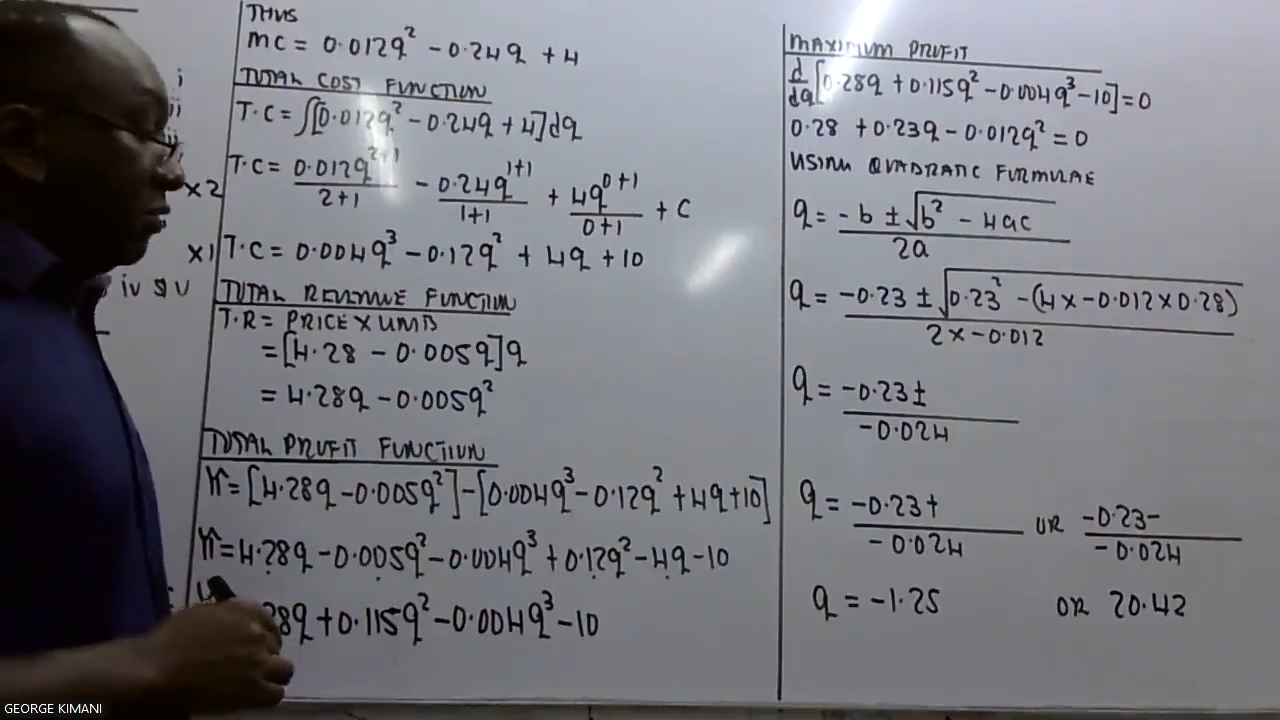 THUS
MC = 0.012q² - 0.24q + 4
TOTAL COST FUNCTION
T.C = ∫[0.012q² - 0.24q + 4]dq
T.C = 0.012q²⁺¹/2+1 - 0.24q¹⁺¹/1+1 + 4q⁰⁺¹/0+1 + C
x2
x1
T.C = 0.004q³ - 0.12q² + 4q + 10
iv & v
TOTAL REVENUE FUNCTION
T.R = PRICE X UNITS
= [4.28 - 0.005q]q
= 4.28q - 0.005q²
TOTAL PROFIT FUNCTION
π = [4.28q - 0.005q²] - [0.004q³ - 0.12q² + 4q + 10]
π = 4.28q - 0.005q² - 0.004q³ + 0.12q² - 4q - 10
28q + 0.115q² - 0.004q³ - 10
MAXIMUM PROFIT
d/dq[0.28q + 0.115q² - 0.004q³ - 10] = 0
0.28 + 0.23q - 0.012q² = 0
USING QUADRATIC FORMULAE
q = -b ± √b² - 4ac / 2a
q = -0.23 ± √0.23² - (4 x -0.012 x 0.28) / 2 x -0.012
q = -0.23 ± / -0.024
q = -0.23 + / -0.024 OR -0.23 - / -0.024
q = -1.25 OR 20.42
GEORGE KIMANI